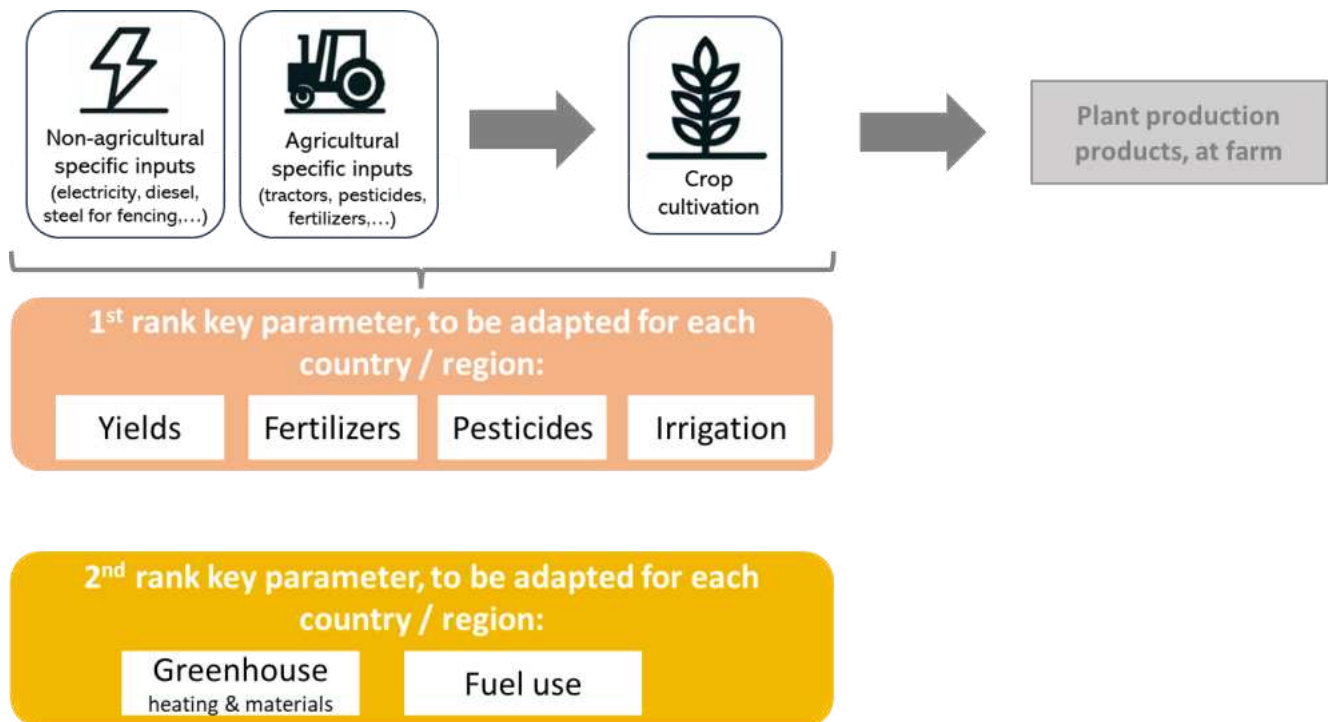 Non-agricultural
specific inputs
(electricity, diesel,
steel for fencing,...)
Agricultural
specific inputs
(tractors, pesticides,
fertilizers,...)
Crop
cultivation
Plant production
products, at farm
1st rank key parameter, to be adapted for each
country / region:
Yields
Fertilizers
Pesticides
Irrigation
2nd rank key parameter, to be adapted for each
country / region:
Greenhouse
heating & materials
Fuel use